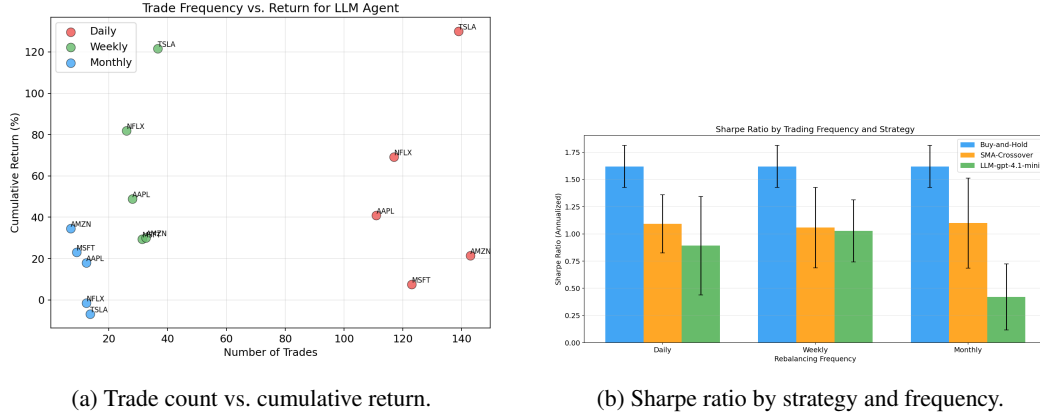 Trade Frequency vs. Return for LLM Agent
Daily
Weekly
Monthly
TSLA
TSLA
NFLX
NFLX
AAPL
AAPL
AMZN
MSFT
AMZN
MSFT
AAPL
AMZN
MSFT
NFLX
TSLA
Cumulative Return (%)
120
100
80
60
40
20
0
20
40
60
80
100
120
140
Number of Trades
(a) Trade count vs. cumulative return.
Sharpe Ratio by Trading Frequency and Strategy
Buy-and-Hold
SMA-Crossover
LLM-gpt-4.1-mini
Sharpe Ratio (Annualized)
1.75
1.50
1.25
1.00
0.75
0.50
0.25
0.00
Daily
Weekly
Monthly
Rebalancing Frequency
(b) Sharpe ratio by strategy and frequency.